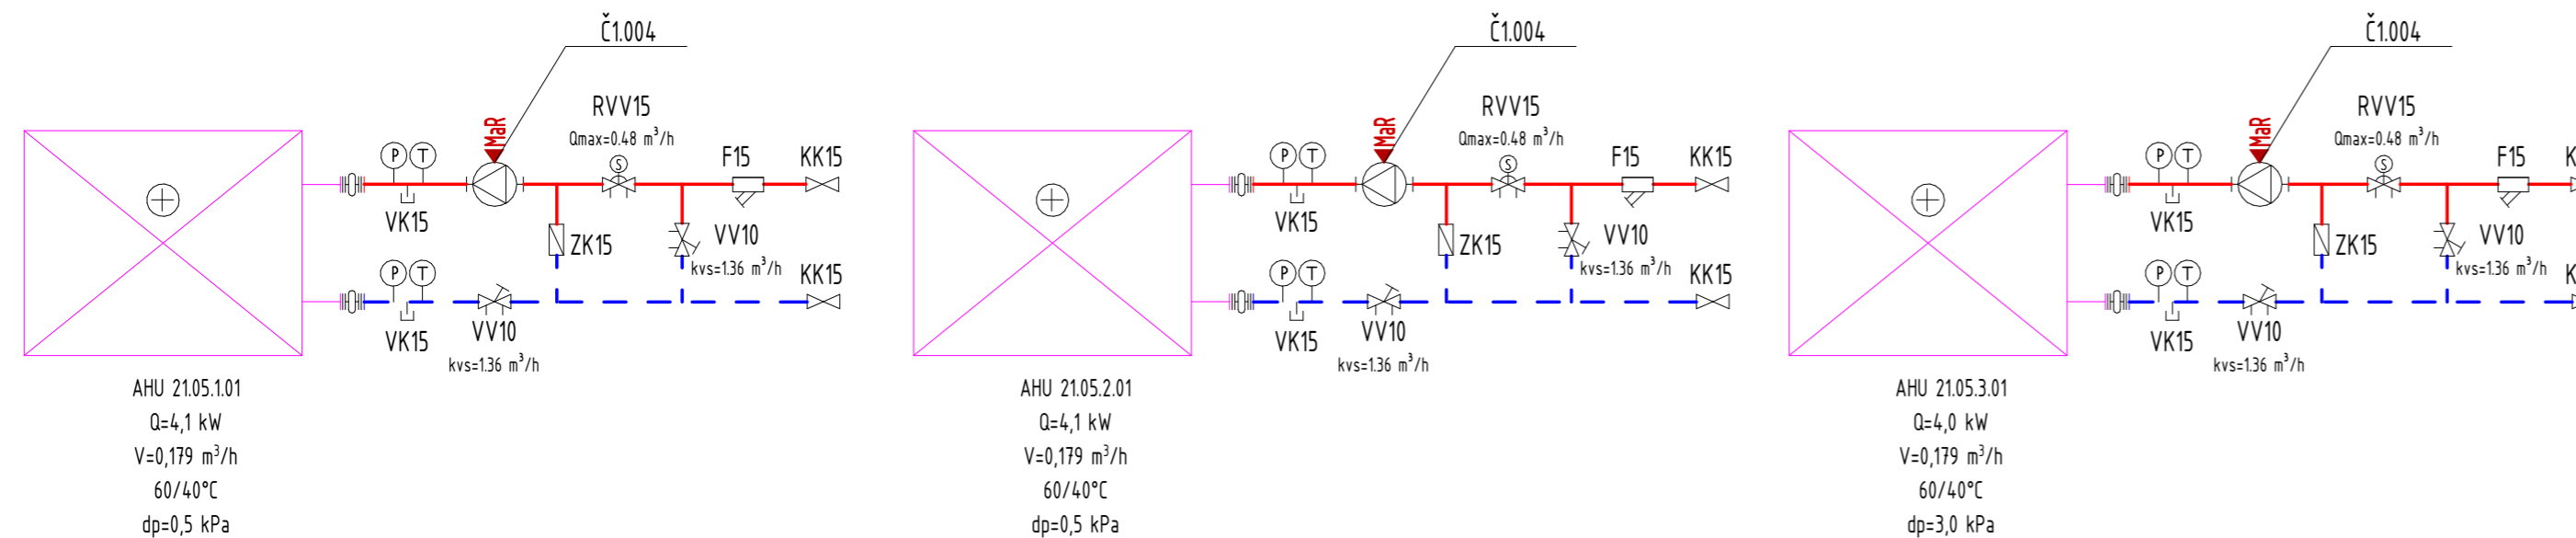 Č1.004
RVV15
Qmax=0.48 m³/h
MaR
P
T
S
F15
KK15
VK15
ZK15
VV10
kvs=1.36 m³/h
P
T
KK15
VK15
VV10
kvs=1.36 m³/h
AHU 21.05.1.01
Q=4,1 kW
V=0,179 m³/h
60/40°C
dp=0,5 kPa
Č1.004
RVV15
Qmax=0.48 m³/h
MaR
P
T
S
F15
KK15
VK15
ZK15
VV10
kvs=1.36 m³/h
P
T
KK15
VK15
VV10
kvs=1.36 m³/h
AHU 21.05.2.01
Q=4,1 kW
V=0,179 m³/h
60/40°C
dp=0,5 kPa
Č1.004
RVV15
Qmax=0.48 m³/h
MaR
P
T
S
F15
VK15
ZK15
VV10
kvs=1.36 m³/h
P
T
VK15
VV10
kvs=1.36 m³/h
AHU 21.05.3.01
Q=4,0 kW
V=0,179 m³/h
60/40°C
dp=3,0 kPa